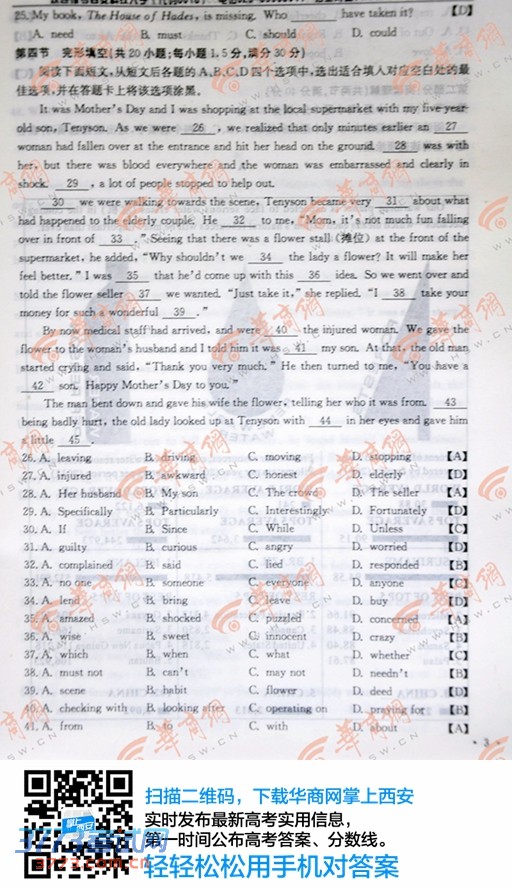 25. My book, The House of Hades, is missing. Who ____ have taken it? 【D】
A. need B. must C. should D. could
第四节 完形填空(共20小题;每小题1.5分,满分30分)
阅读下面短文,从短文后各题的A、B、C、D四个选项中,选出适合填入对应空白处的最
佳选项,并在答题卡上将该选项涂黑。
It was Mother's Day and I was shopping at the local supermarket with my five year
old son, Tenyson. As we were 26 , we realized that only minutes earlier an 27
woman had fallen over at the entrance and hit her head on the ground. 28 was with
her, but there was blood everywhere and the woman was embarrassed and clearly in
shock. 29 , a lot of people stopped to help out.
30 we were walking towards the scene, Tenyson became very 31 about what
had happened to the elderly couple. He 32 to me, "Mom, it's not much fun falling
over in front of 33 ." Seeing that there was a flower stall (摊位) at the front of the
supermarket, he added, "Why shouldn't we 34 the lady a flower? It will make her
feel better." I was 35 that he'd come up with this 36 idea. So we went over and
told the flower seller 37 we wanted. "Just take it," she replied. "I 38 take your
money for such a wonderful 39 ."
By now medical staff had arrived, and were 40 the injured woman. We gave the
flower to the woman's husband and I told him it was 41 my son. At that, the old man
started crying and said, "Thank you very much." He then turned to me, "You have a
42 son. Happy Mother's Day to you."
The man bent down and gave his wife the flower, telling her who it was from. 43
being badly hurt, the old lady looked up at Tenyson with 44 in her eyes and gave him
a little 45 .
26. A. leaving B. driving C. moving D. stopping 【A】
27. A. injured B. awkward C. honest D. elderly 【D】
28. A. Her husband B. My son C. The crowd D. The seller 【A】
29. A. Specifically B. Particularly C. Interestingly D. Fortunately 【D】
30. A. If B. Since C. While D. Unless 【C】
31. A. guilty B. curious C. angry D. worried 【D】
32. A. complained B. said C. lied D. responded 【B】
33. A. no one B. someone C. everyone D. anyone 【C】
34. A. lend B. bring C. leave D. buy 【D】
35. A. amazed B. shocked C. puzzled D. concerned 【A】
36. A. wise B. sweet C. innocent D. crazy 【B】
37. A. which B. when C. what D. whether 【C】
38. A. must not B. can't C. may not D. needn't 【B】
39. A. scene B. habit C. flower D. deed 【D】
40. A. checking with B. looking after C. operating on D. praying for 【B】
41. A. from B. to C. with D. about 【A】
· 3 ·
华商网
WWW.HSW.CN
扫描二维码,下载华商网掌上西安
实时发布最新高考实用信息,
第一时间公布高考答案、分数线。
轻轻松松用手机对答案
掌上西安
3773考试网
3773.com.cn